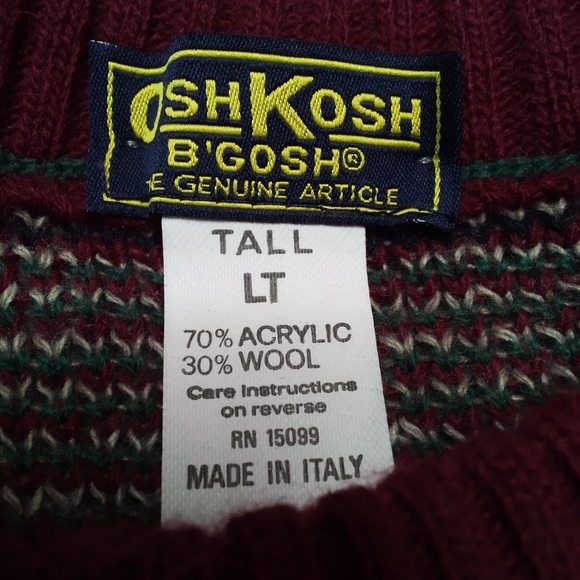 OSHKOSH
B'GOSH®
E GENUINE ARTICLE
TALL
LT
70% ACRYLIC
30% WOOL
Care Instructions
on reverse
RN 15099
MADE IN ITALY